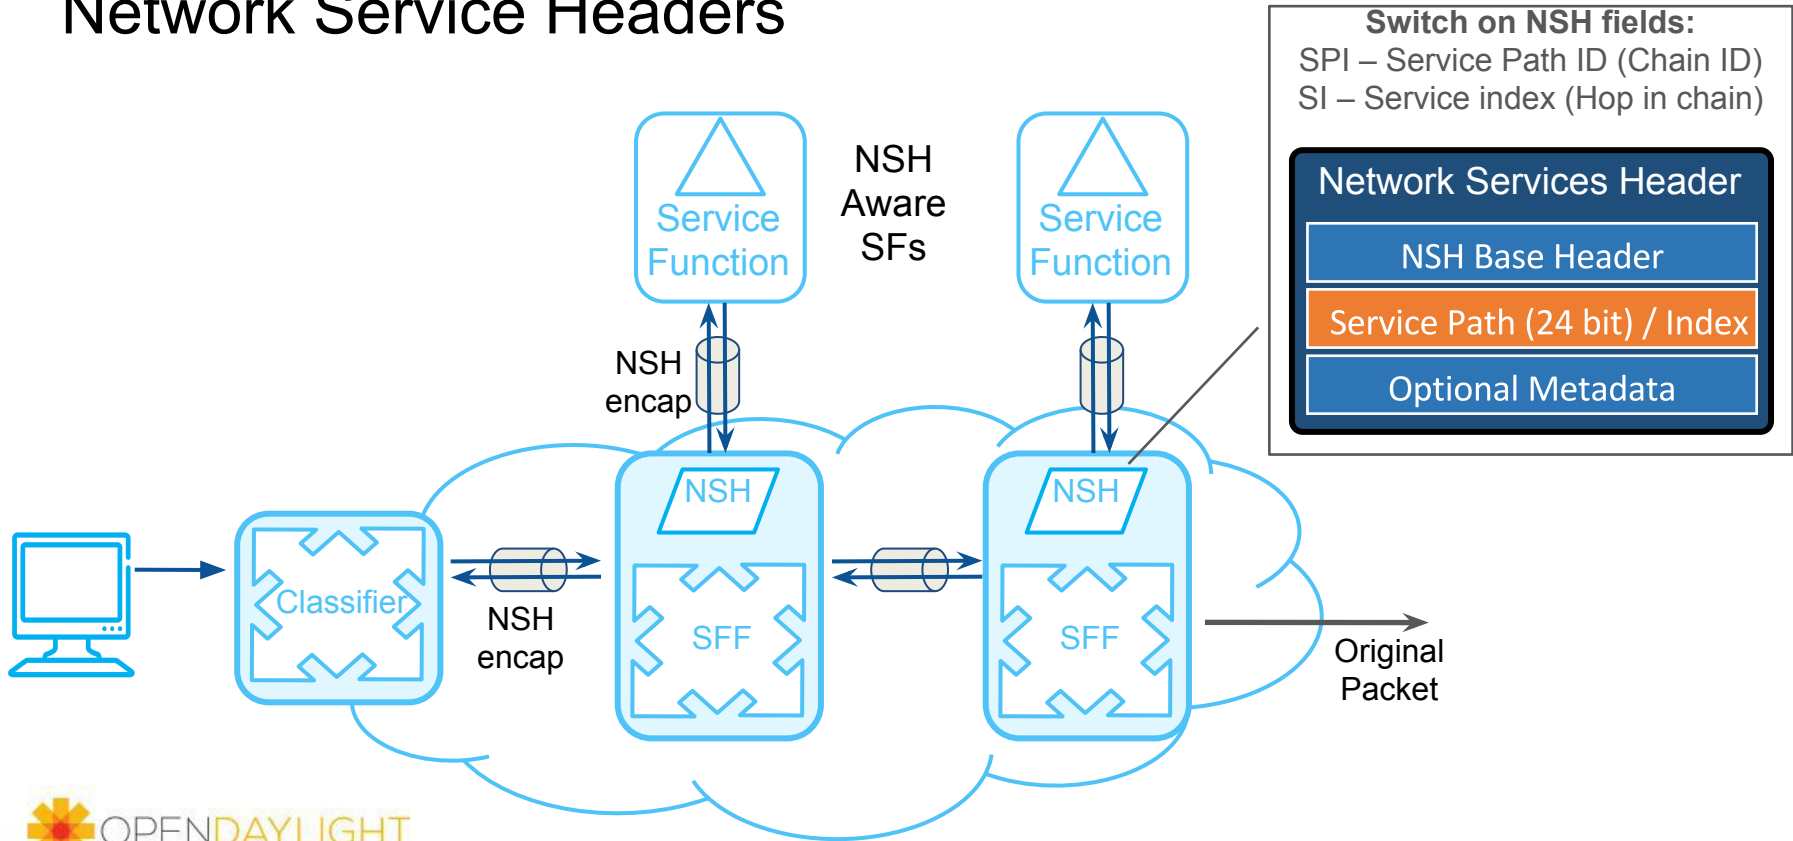 Network Service Headers
Switch on NSH fields:
SPI – Service Path ID (Chain ID)
SI – Service index (Hop in chain)
Network Services Header
NSH Base Header
Service Path (24 bit) / Index
Optional Metadata
Service
Function
NSH
Aware
SFs
Service
Function
NSH
encap
NSH
NSH
Classifier
NSH
encap
SFF
SFF
Original
Packet
OPENDAYLIGHT